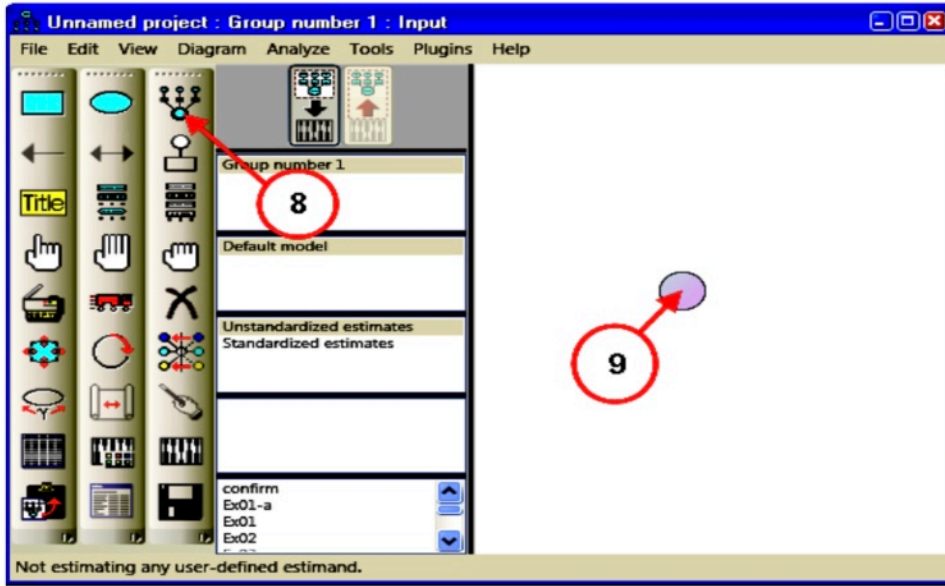 Unnamed project : Group number 1 : Input
File Edit View Diagram Analyze Tools Plugins Help
Title
Group number 1
8
Default model
Unstandardized estimates
Standardized estimates
9
confirm
Ex01-a
Ex01
Ex02
Not estimating any user-defined estimand.